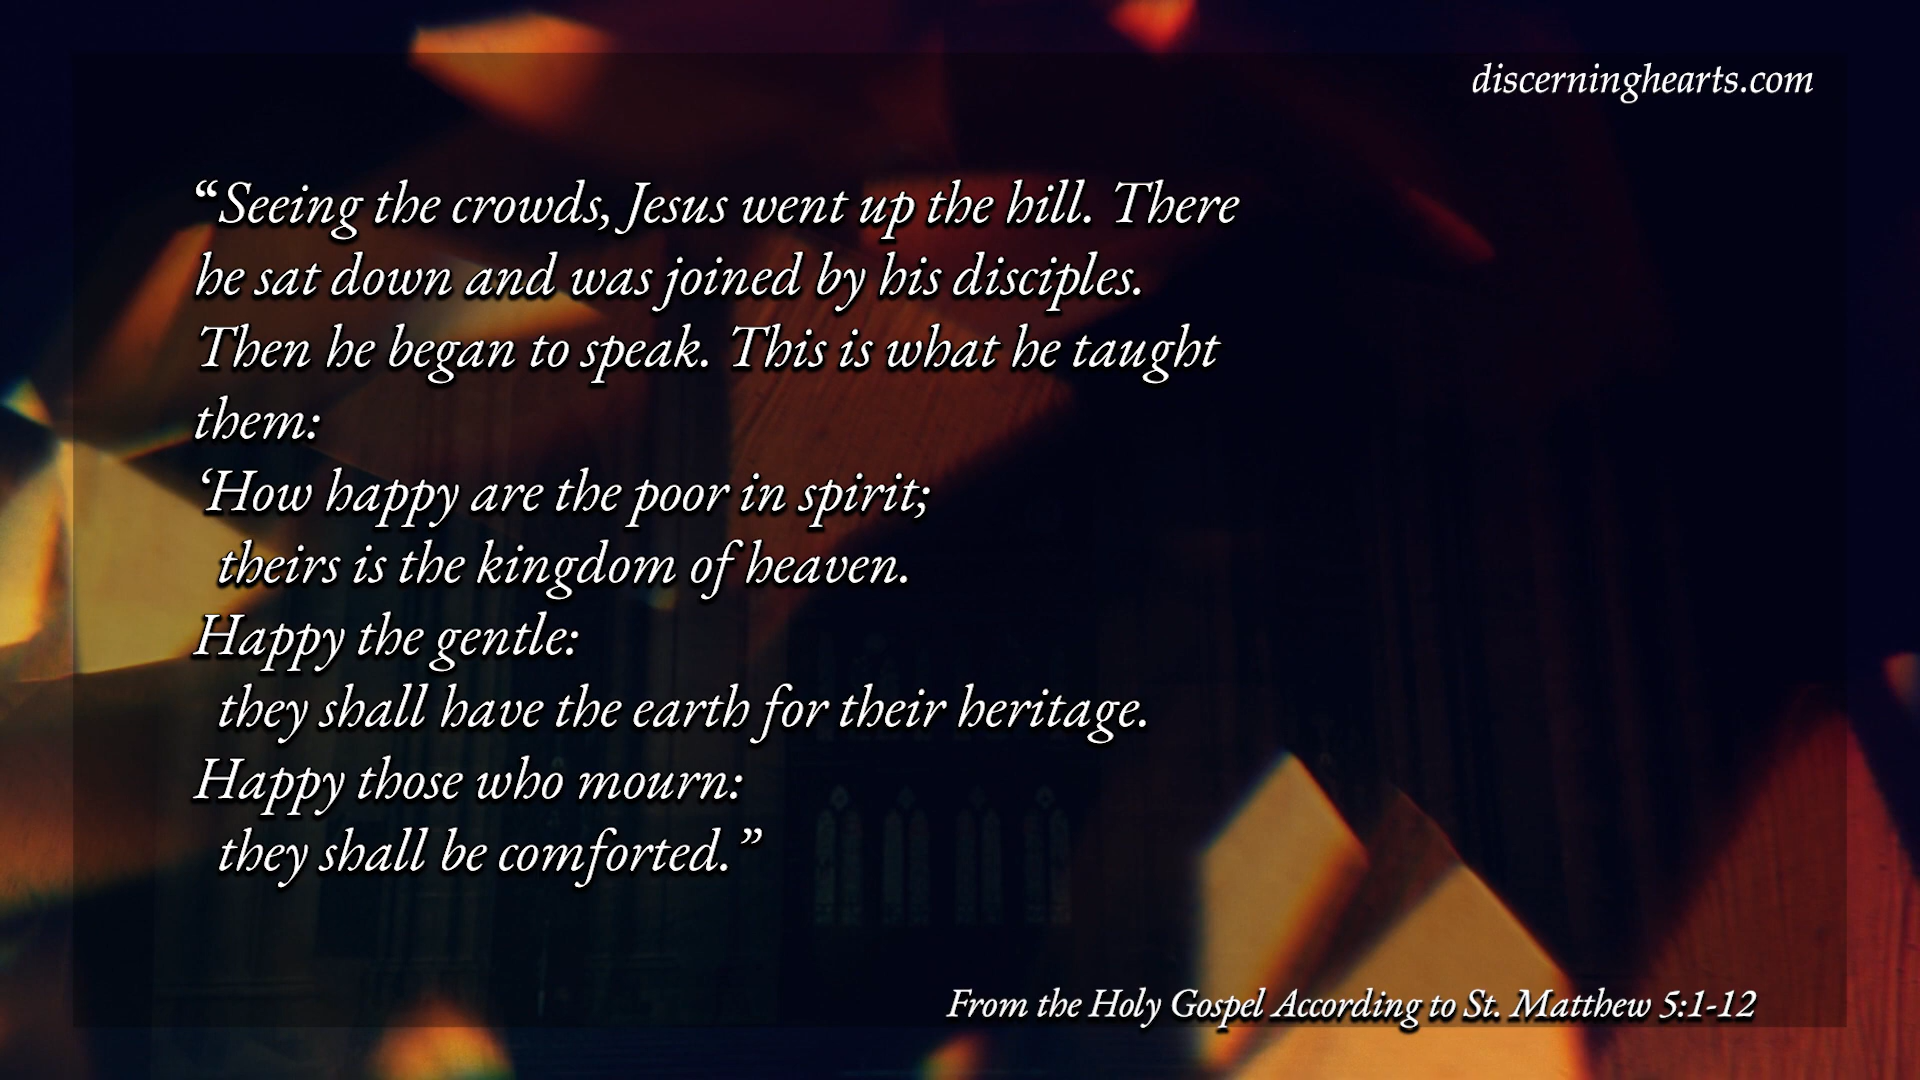 discerninghearts.com
“Seeing the crowds, Jesus went up the hill. There
he sat down and was joined by his disciples.
Then he began to speak. This is what he taught
them:
‘How happy are the poor in spirit;
theirs is the kingdom of heaven.
Happy the gentle:
they shall have the earth for their heritage.
Happy those who mourn:
they shall be comforted.”
From the Holy Gospel According to St. Matthew 5:1-12